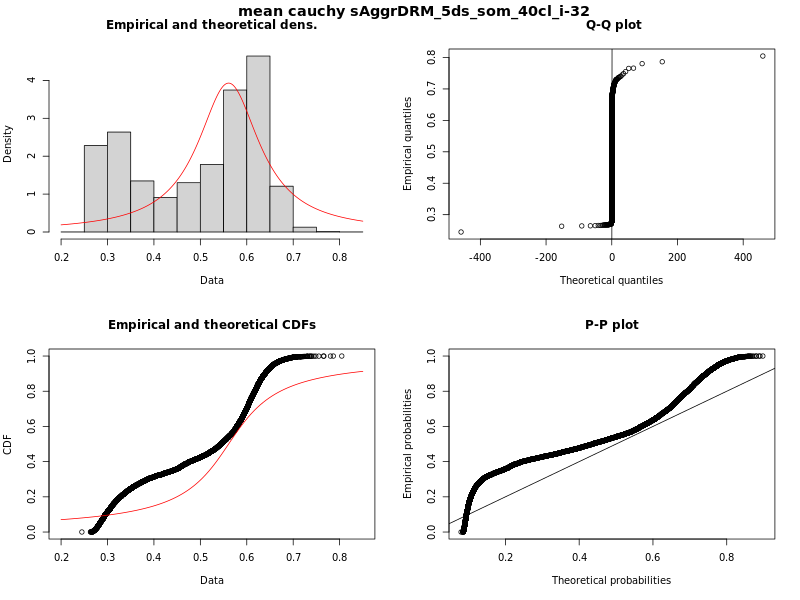 mean cauchy sAggrDRM_5ds_som_40cl_i-32
Empirical and theoretical dens.
Density
0 1 2 3 4
0.2 0.3 0.4 0.5 0.6 0.7 0.8
Data
Q-Q plot
Empirical quantiles
0.3 0.4 0.5 0.6 0.7 0.8
-400 -200 0 200 400
Theoretical quantiles
Empirical and theoretical CDFs
CDF
0.0 0.2 0.4 0.6 0.8 1.0
0.2 0.3 0.4 0.5 0.6 0.7 0.8
Data
P-P plot
Empirical probabilities
0.0 0.2 0.4 0.6 0.8 1.0
0.2 0.4 0.6 0.8
Theoretical probabilities